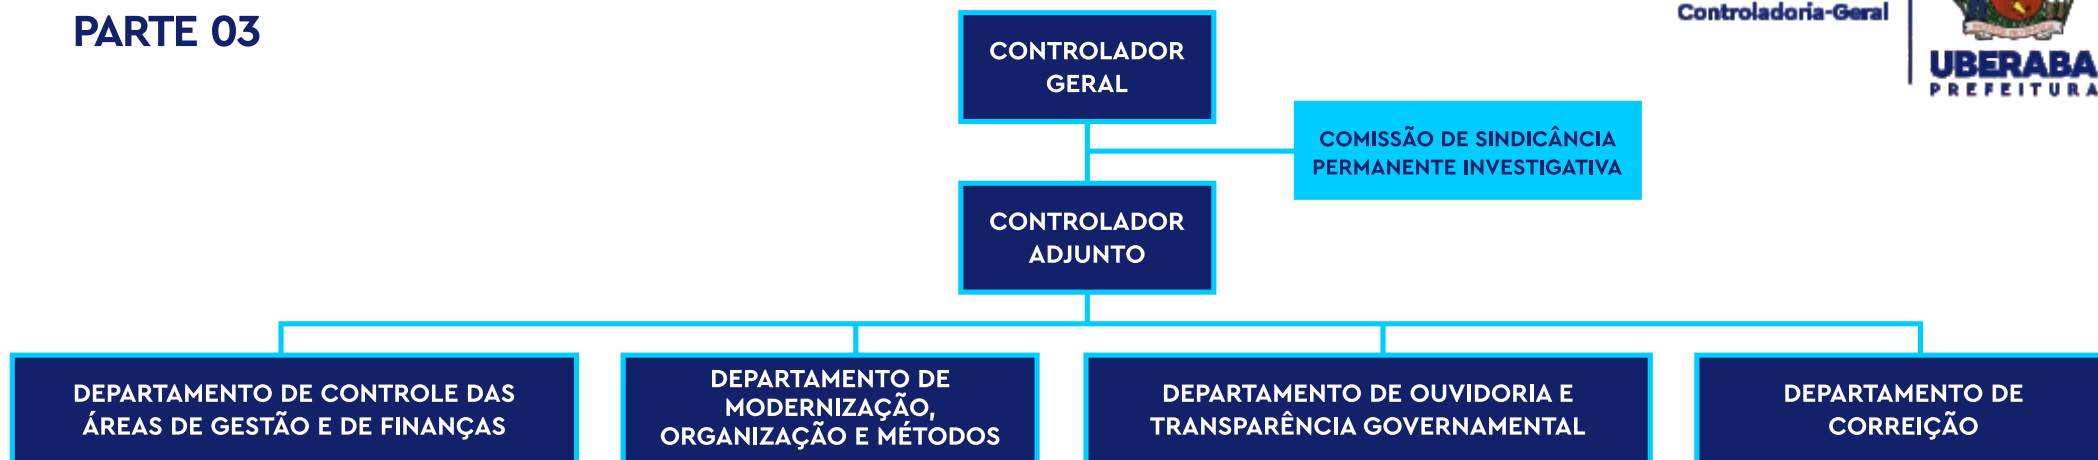 PARTE 03
Controladoria-Geral
UBERABA
PREFEITURA
CONTROLADOR
GERAL
COMISSÃO DE SINDICÂNCIA
PERMANENTE INVESTIGATIVA
CONTROLADOR
ADJUNTO
DEPARTAMENTO DE CONTROLE DAS
ÁREAS DE GESTÃO E DE FINANÇAS
DEPARTAMENTO DE
MODERNIZAÇÃO,
ORGANIZAÇÃO E MÉTODOS
DEPARTAMENTO DE OUVIDORIA E
TRANSPARÊNCIA GOVERNAMENTAL
DEPARTAMENTO DE
CORREIÇÃO